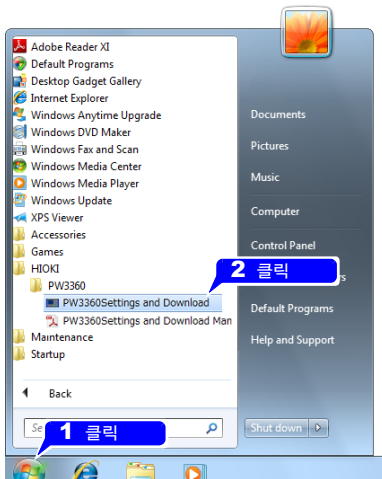 Adobe Reader XI
Default Programs
Desktop Gadget Gallery
Internet Explorer
Windows Anytime Upgrade
Windows DVD Maker
Windows Fax and Scan
Windows Media Center
Windows Media Player
Windows Update
XPS Viewer
Accessories
Games
HIOKI
PW3360
PW3360Settings and Download
PW3360Settings and Download Man
Maintenance
Startup
Back
1 클릭
Documents
Pictures
Music
Computer
Control Panel
2 클릭
Default Programs
Help and Support
Shut down